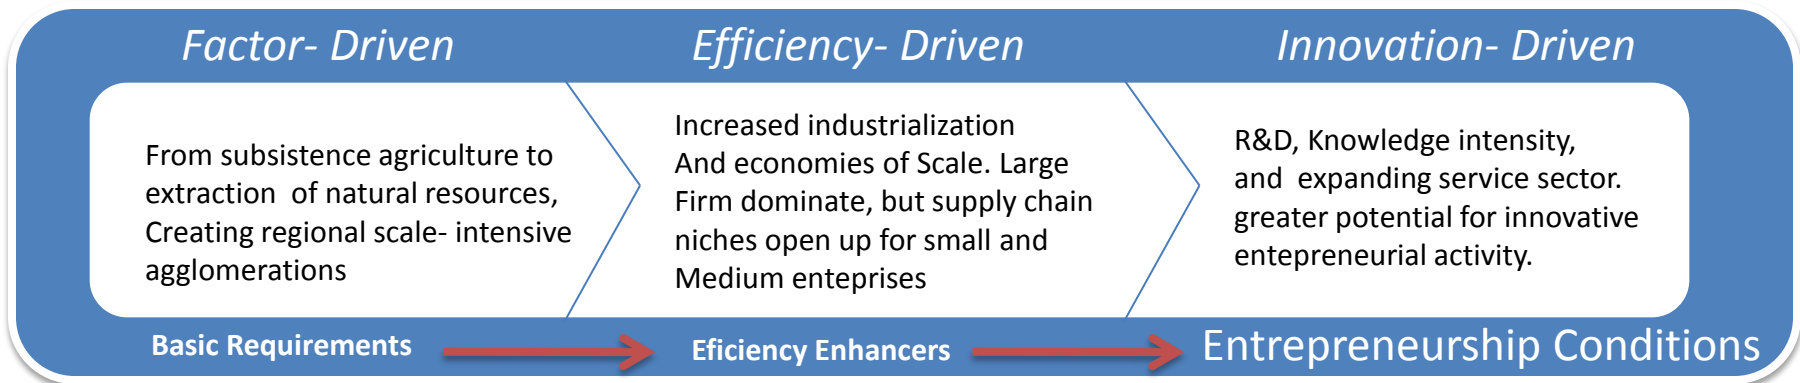 Factor- Driven
Efficiency- Driven
Innovation- Driven
From subsistence agriculture to
extraction of natural resources,
Creating regional scale- intensive
agglomerations
Increased industrialization
And economies of Scale. Large
Firm dominate, but supply chain
niches open up for small and
Medium enteprises
R&D, Knowledge intensity,
and expanding service sector.
greater potential for innovative
entepreneurial activity.
Basic Requirements
Eficiency Enhancers
Entrepreneurship Conditions